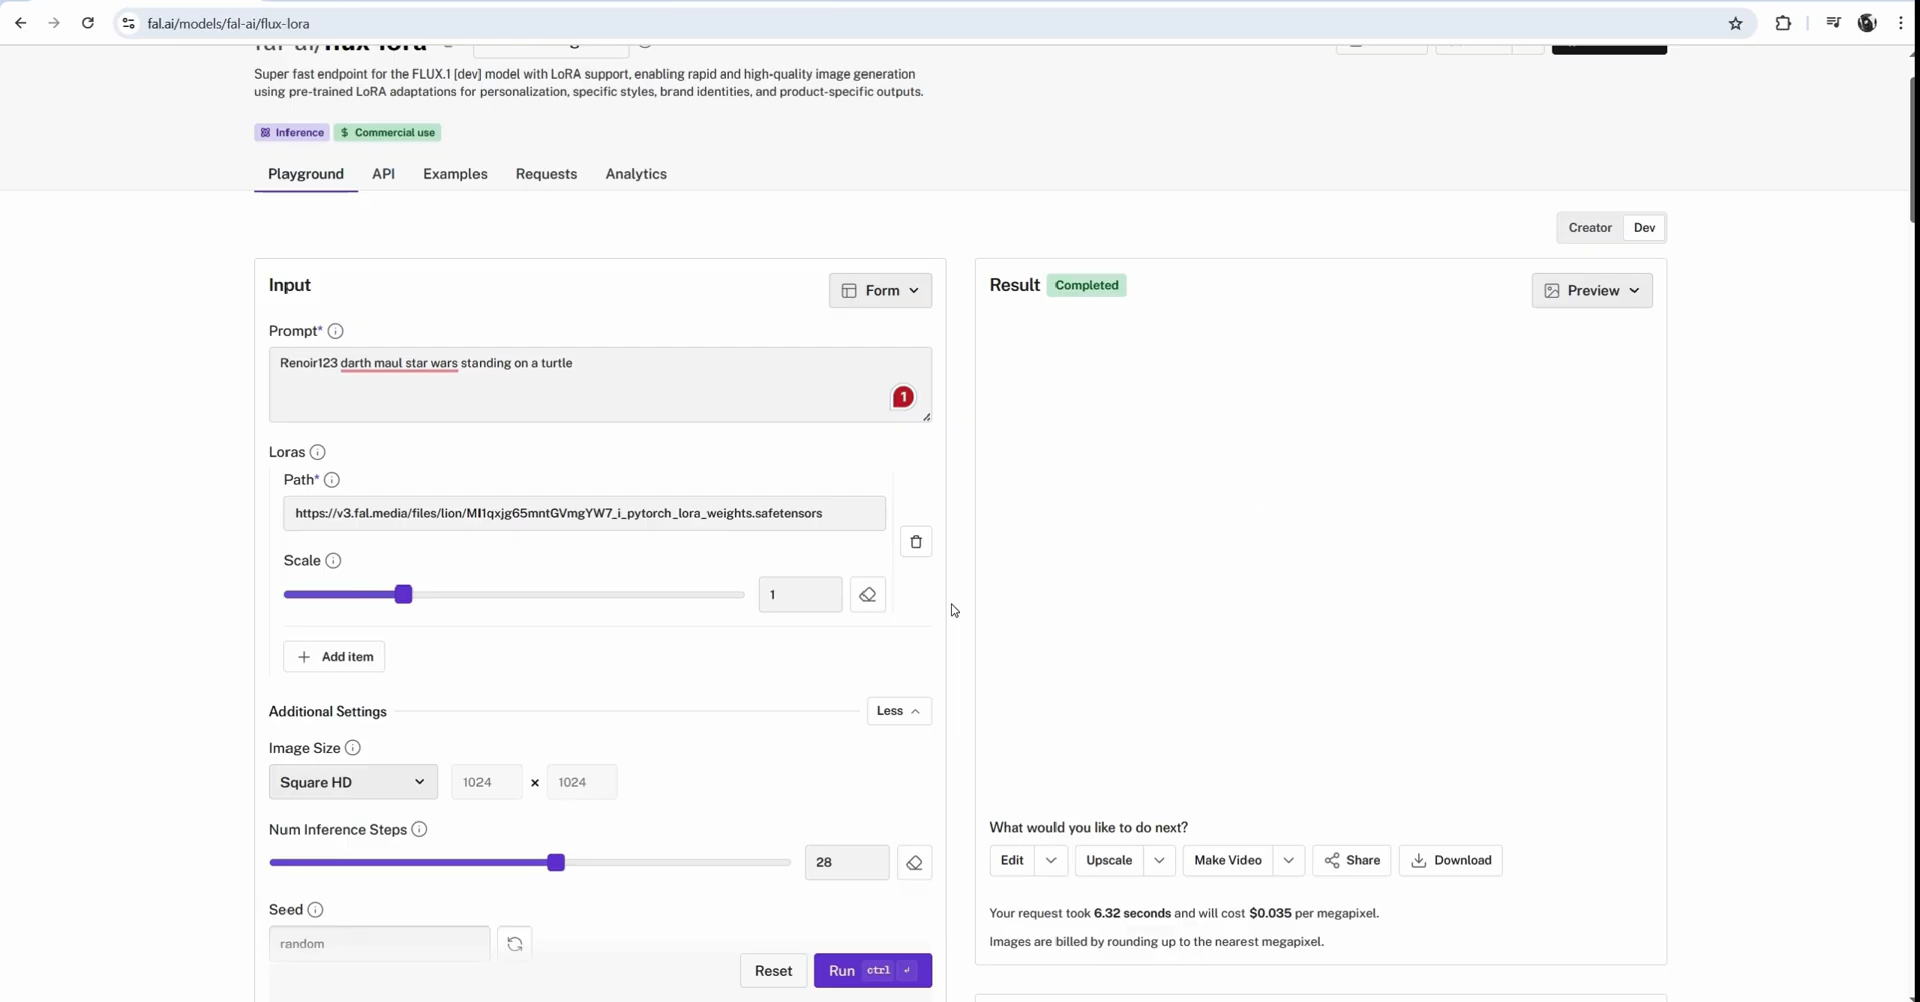 fal.ai/models/fal-ai/flux-lora
fal-ai/flux-lora
Super fast endpoint for the FLUX.1 [dev] model with LoRA support, enabling rapid and high-quality image generation
using pre-trained LoRA adaptations for personalization, specific styles, brand identities, and product-specific outputs.
Inference
$ Commercial use
Playground
API
Examples
Requests
Analytics
Creator
Dev
Input
Form
Prompt*
Renoir123 darth maul star wars standing on a turtle
1
Loras
Path*
https://v3.fal.media/files/lion/MI1qxjg65mntGVmgYW7_i_pytorch_lora_weights.safetensors
Scale
1
+ Add item
Additional Settings
Less
Image Size
Square HD
1024 × 1024
Num Inference Steps
28
Seed
random
Reset
Run ctrl ↵
Result
Completed
Preview
What would you like to do next?
Edit
Upscale
Make Video
Share
Download
Your request took 6.32 seconds and will cost $0.035 per megapixel.
Images are billed by rounding up to the nearest megapixel.